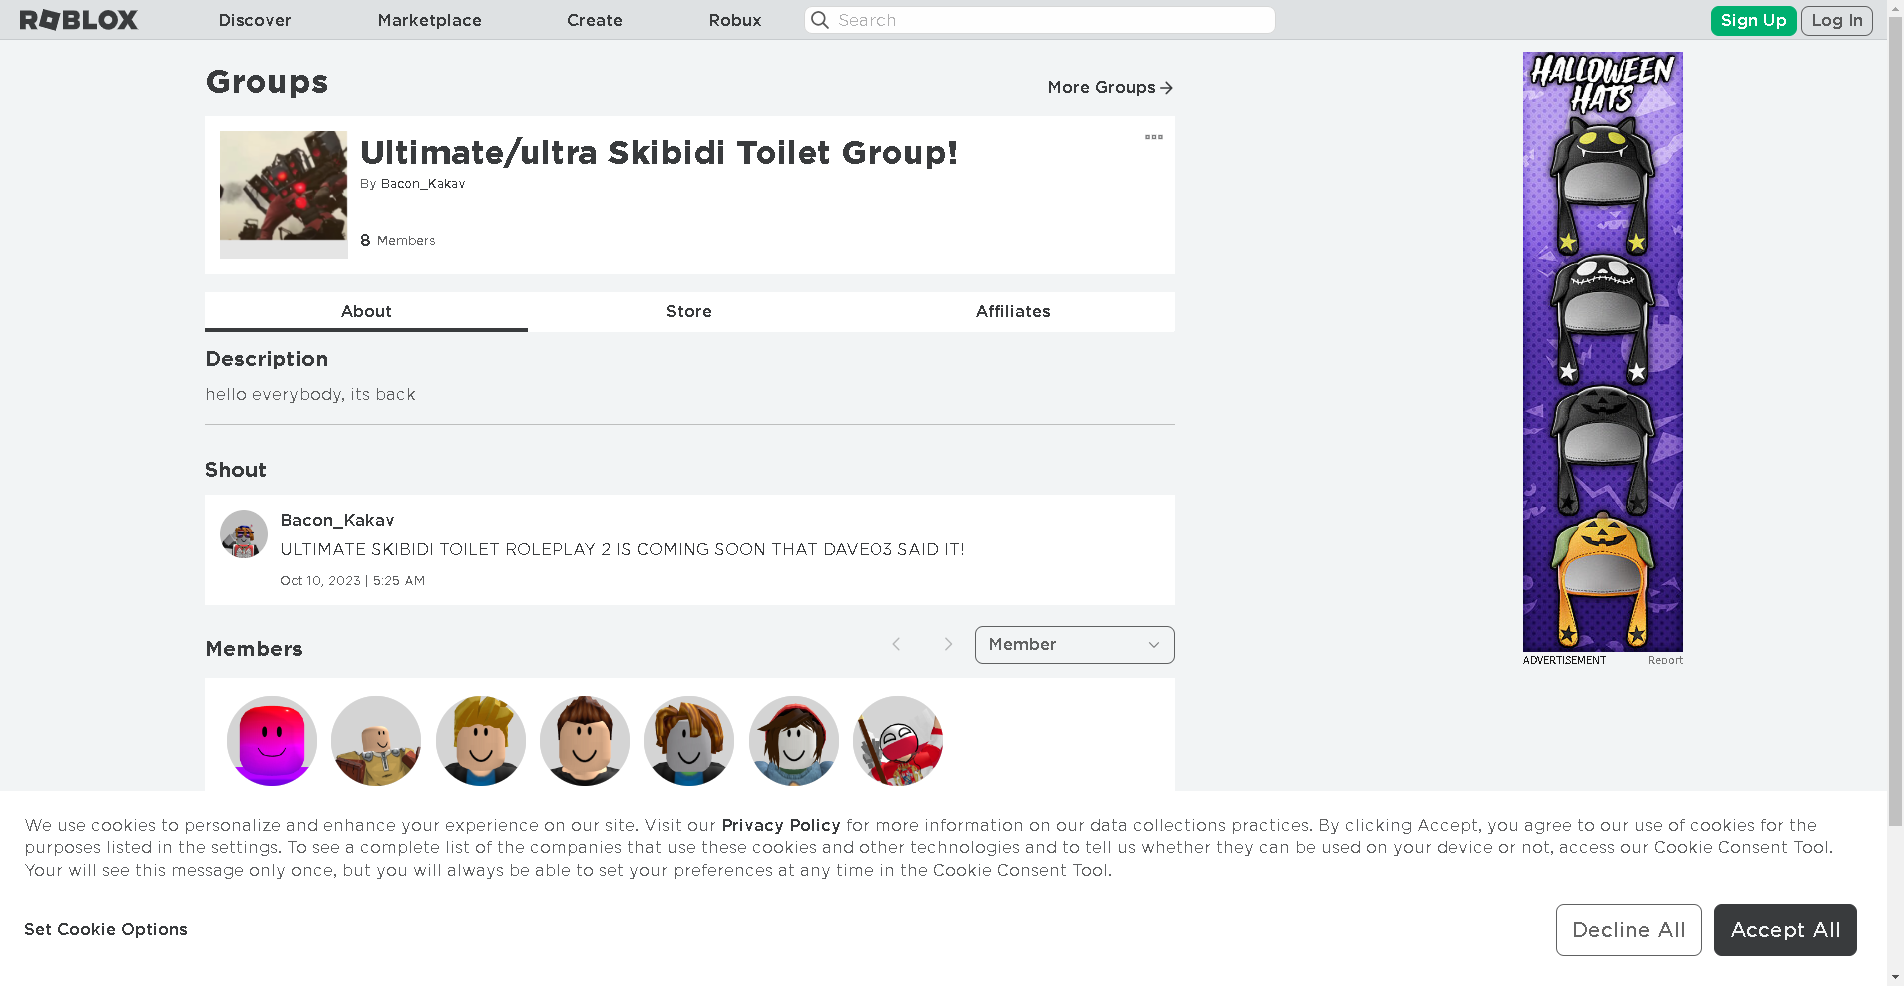 ROBLOX
Discover
Marketplace
Create
Robux
Search
Sign Up
Log In
Groups
More Groups
Ultimate/ultra Skibidi Toilet Group!
By Bacon_Kakav
8 Members
About
Store
Affiliates
Description
hello everybody, its back
Shout
Bacon_Kakav
ULTIMATE SKIBIDI TOILET ROLEPLAY 2 IS COMING SOON THAT DAVE03 SAID IT!
Oct 10, 2023 | 5:25 AM
Members
Member
HALLOWEEN
HATS
ADVERTISEMENT
Report
We use cookies to personalize and enhance your experience on our site. Visit our Privacy Policy for more information on our data collections practices. By clicking Accept, you agree to our use of cookies for the
purposes listed in the settings. To see a complete list of the companies that use these cookies and other technologies and to tell us whether they can be used on your device or not, access our Cookie Consent Tool.
Your will see this message only once, but you will always be able to set your preferences at any time in the Cookie Consent Tool.
Set Cookie Options
Decline All
Accept All